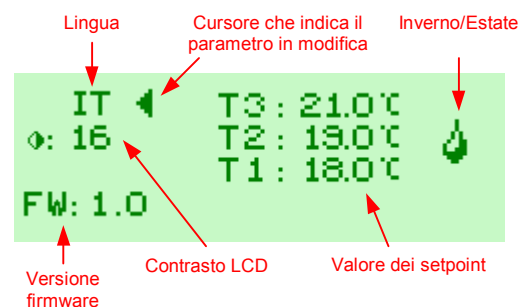 Lingua
Cursore che indica il
parametro in modifica
Inverno/Estate
IT
: 16
T3 : 21.0℃
T2 : 19.0℃
T1 : 18.0℃
FW: 1.0
Versione
firmware
Contrasto LCD
Valore dei setpoint